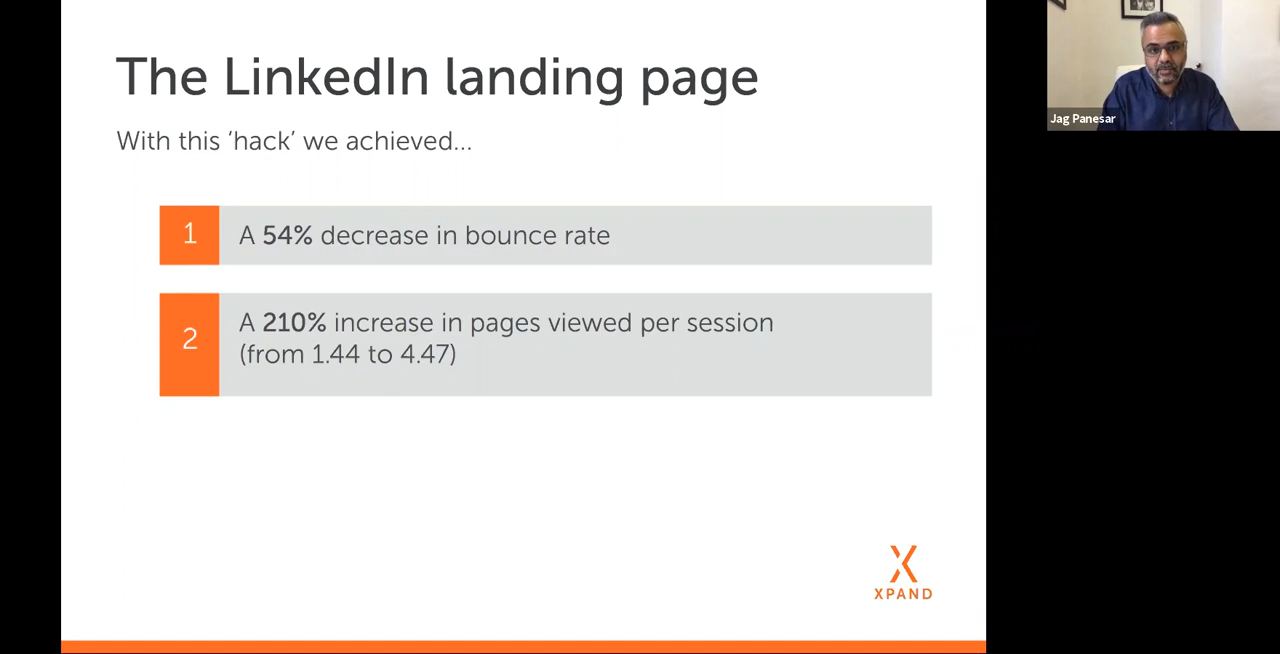 The LinkedIn landing page
With this ‘hack’ we achieved...
1
A 54% decrease in bounce rate
2
A 210% increase in pages viewed per session
(from 1.44 to 4.47)
XPAND
Jag Panesar